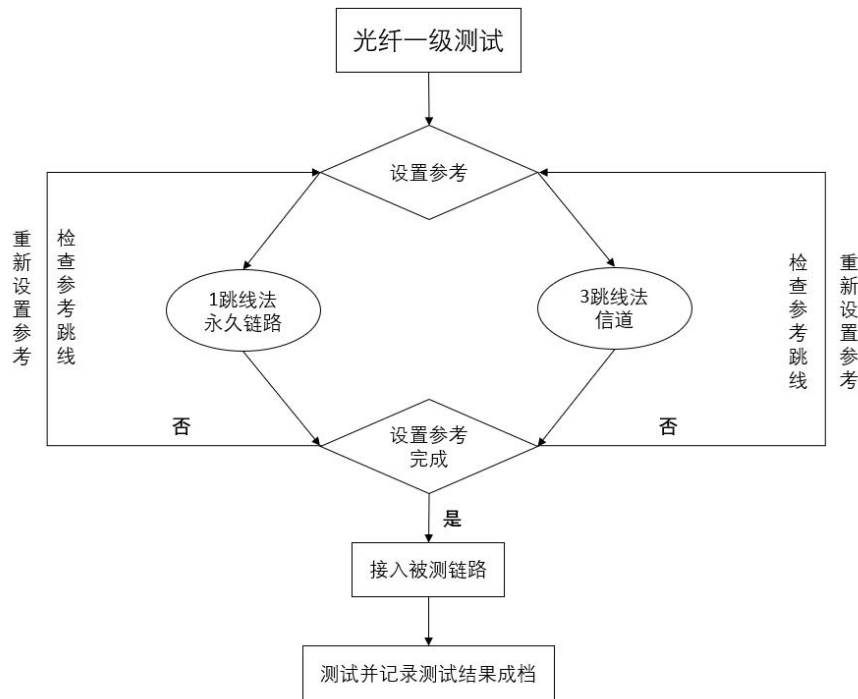 光纤一级测试
设置参考
重新设置参考
检查参考跳线
1跳线法
永久链路
3跳线法
信道
检查参考跳线
重新设置参考
否
设置参考
完成
否
是
接入被测链路
测试并记录测试结果成档